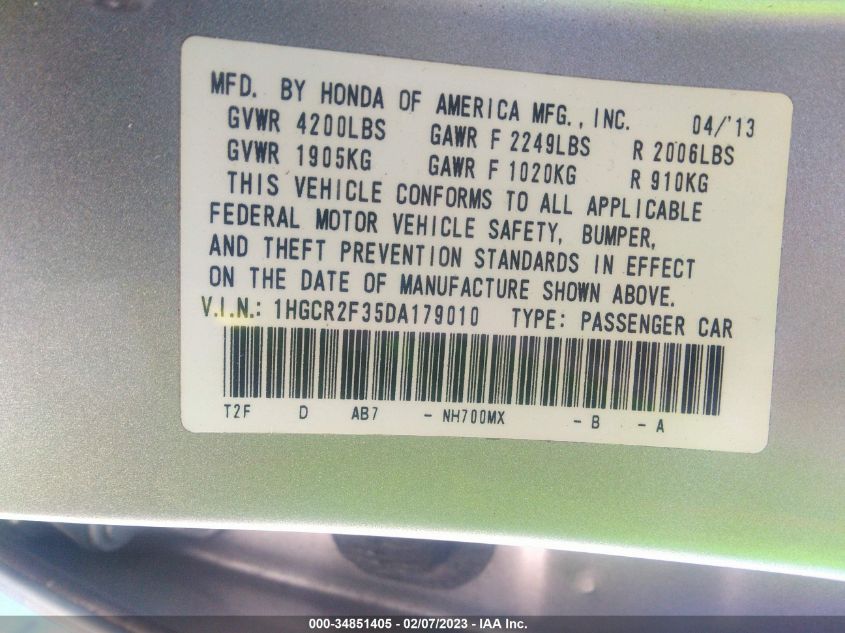 MFD. BY HONDA OF AMERICA MFG., INC. 04/'13
GVWR 4200LBS GAWR F 2249LBS R 2006LBS
GVWR 1905KG GAWR F 1020KG R 910KG
THIS VEHICLE CONFORMS TO ALL APPLICABLE
FEDERAL MOTOR VEHICLE SAFETY, BUMPER,
AND THEFT PREVENTION STANDARDS IN EFFECT
ON THE DATE OF MANUFACTURE SHOWN ABOVE.
V.I.N.: 1HGCR2F35DA179010 TYPE: PASSENGER CAR
T2F D AB7 - NH700MX - B - A
000-34851405 - 02/07/2023 - IAA Inc.